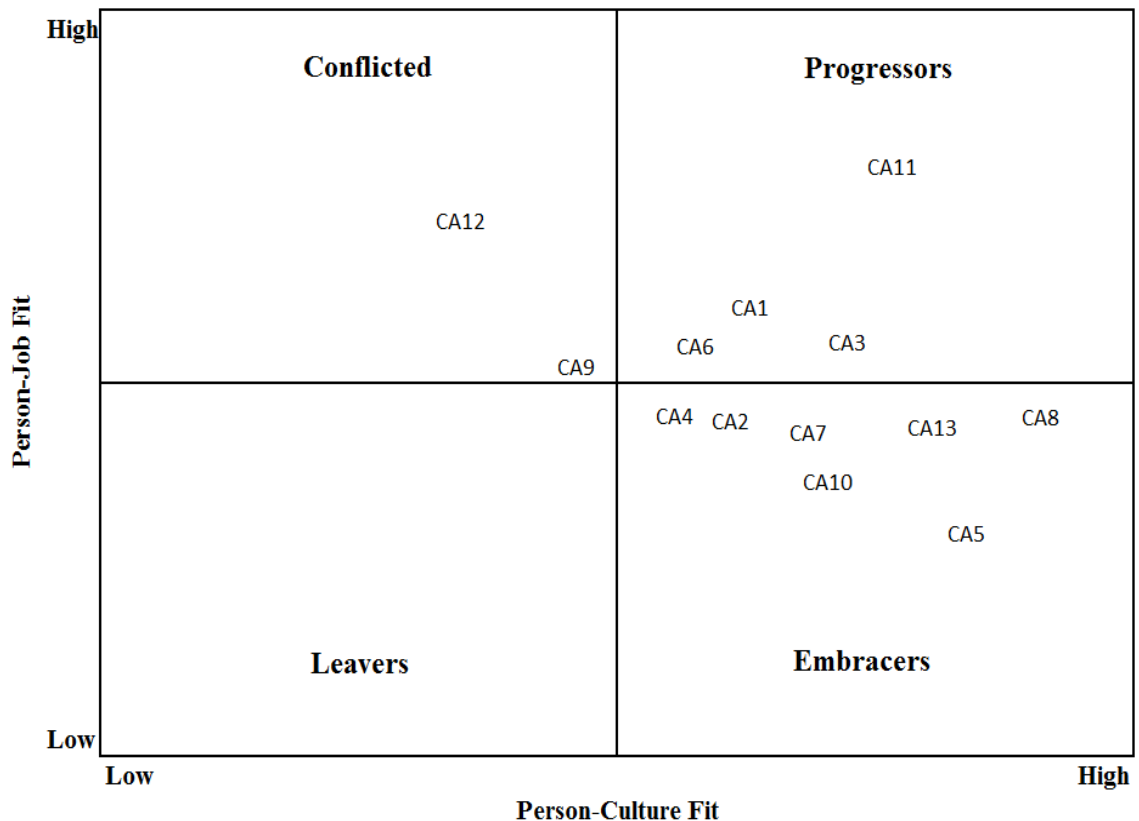 High
Conflicted
Progressors
CA11
CA12
CA1
CA6
CA3
CA9
Person-Job Fit
CA4
CA2
CA7
CA13
CA8
CA10
CA5
Leavers
Embracers
Low
Low
High
Person-Culture Fit